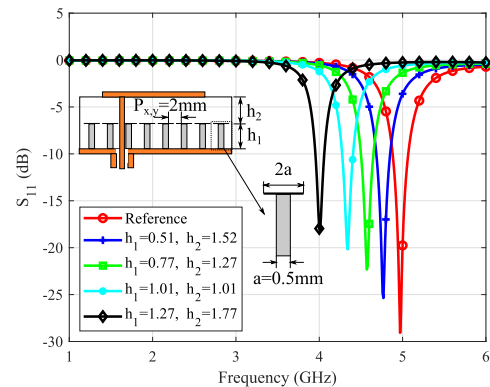 5
0
-5
-10
-15
-20
-25
-30
S11 (dB)
Px,y=2mm
h2
h1
2a
a=0.5mm
Reference
h1=0.51, h2=1.52
h1=0.77, h2=1.27
h1=1.01, h2=1.01
h1=1.27, h2=1.77
1 2 3 4 5 6
Frequency (GHz)